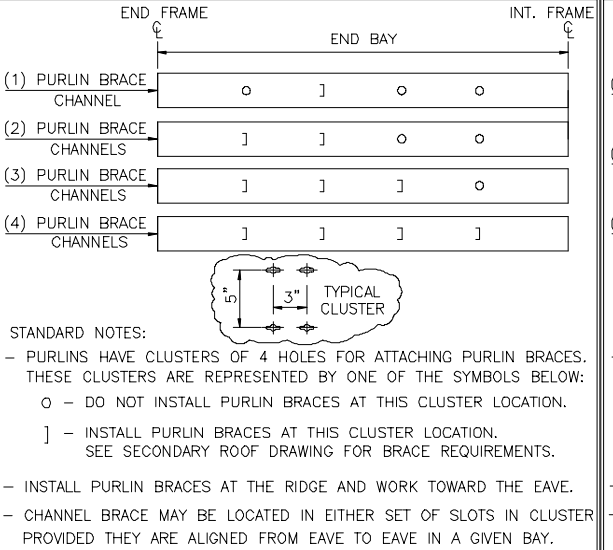 END FRAME
INT. FRAME
℄
℄
END BAY
(1) PURLIN BRACE
CHANNEL
O ] O O
(2) PURLIN BRACE
CHANNELS
] ] O O
(3) PURLIN BRACE
CHANNELS
] ] ] O
(4) PURLIN BRACE
CHANNELS
] ] ] ]
5"
3"
TYPICAL
CLUSTER
STANDARD NOTES:
– PURLINS HAVE CLUSTERS OF 4 HOLES FOR ATTACHING PURLIN BRACES.
THESE CLUSTERS ARE REPRESENTED BY ONE OF THE SYMBOLS BELOW:
O – DO NOT INSTALL PURLIN BRACES AT THIS CLUSTER LOCATION.
] – INSTALL PURLIN BRACES AT THIS CLUSTER LOCATION.
SEE SECONDARY ROOF DRAWING FOR BRACE REQUIREMENTS.
– INSTALL PURLIN BRACES AT THE RIDGE AND WORK TOWARD THE EAVE.
– CHANNEL BRACE MAY BE LOCATED IN EITHER SET OF SLOTS IN CLUSTER
PROVIDED THEY ARE ALIGNED FROM EAVE TO EAVE IN A GIVEN BAY.